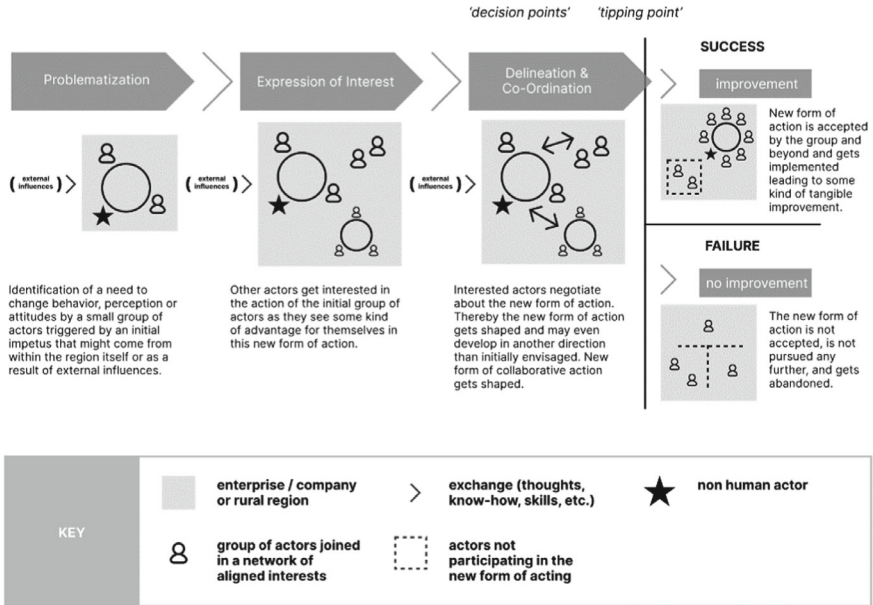 'decision points' 'tipping point'
Problematization
Expression of Interest
Delineation &
Co-Ordination
SUCCESS
improvement
(external
influences)
(external
influences)
(external
influences)
New form of
action is accepted
by the group and
beyond and gets
implemented
leading to some
kind of tangible
improvement.
FAILURE
no improvement
The new form of
action is not
accepted, is not
pursued any
further, and gets
abandoned.
Identification of a need to
change behavior, perception or
attitudes by a small group of
actors triggered by an initial
impetus that might come from
within the region itself or as a
result of external influences.
Other actors get interested in
the action of the initial group of
actors as they see some kind
of advantage for themselves in
this new form of action.
Interested actors negotiate
about the new form of action.
Thereby the new form of action
gets shaped and may even
develop in another direction
than initially envisaged. New
form of collaborative action
gets shaped.
KEY
enterprise / company
or rural region
exchange (thoughts,
know-how, skills, etc.)
non human actor
group of actors joined
in a network of
aligned interests
actors not
participating in the
new form of acting